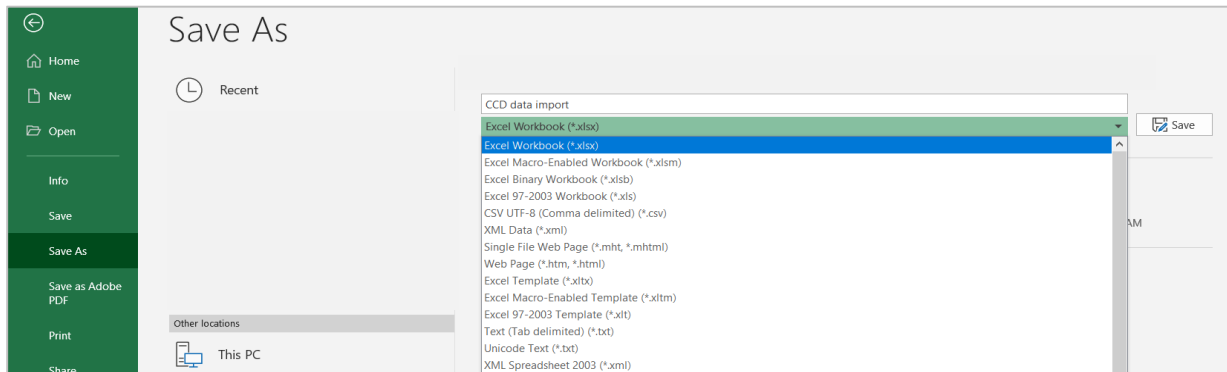 Save As
Home
New
Open
Info
Save
Save As
Save as Adobe
PDF
Print
Share
Recent
Other locations
This PC
CCD data import
Excel Workbook (*.xlsx)
Save
Excel Workbook (*.xlsx)
Excel Macro-Enabled Workbook (*.xlsm)
Excel Binary Workbook (*.xlsb)
Excel 97-2003 Workbook (*.xls)
CSV UTF-8 (Comma delimited) (*.csv)
XML Data (*.xml)
Single File Web Page (*.mht, *.mhtml)
Web Page (*.htm, *.html)
Excel Template (*.xltx)
Excel Macro-Enabled Template (*.xltm)
Excel 97-2003 Template (*.xlt)
Text (Tab delimited) (*.txt)
Unicode Text (*.txt)
XML Spreadsheet 2003 (*.xml)
AM